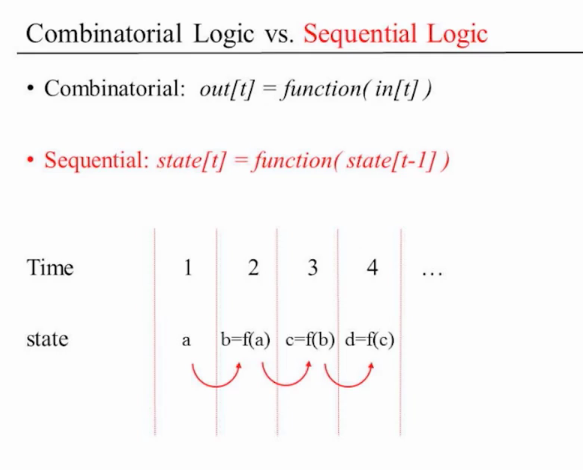 Combinatorial Logic vs. Sequential Logic
• Combinatorial: out[t] = function( in[t] )
• Sequential: state[t] = function( state[t-1] )
Time 1 2 3 4 …
state a b=f(a) c=f(b) d=f(c)